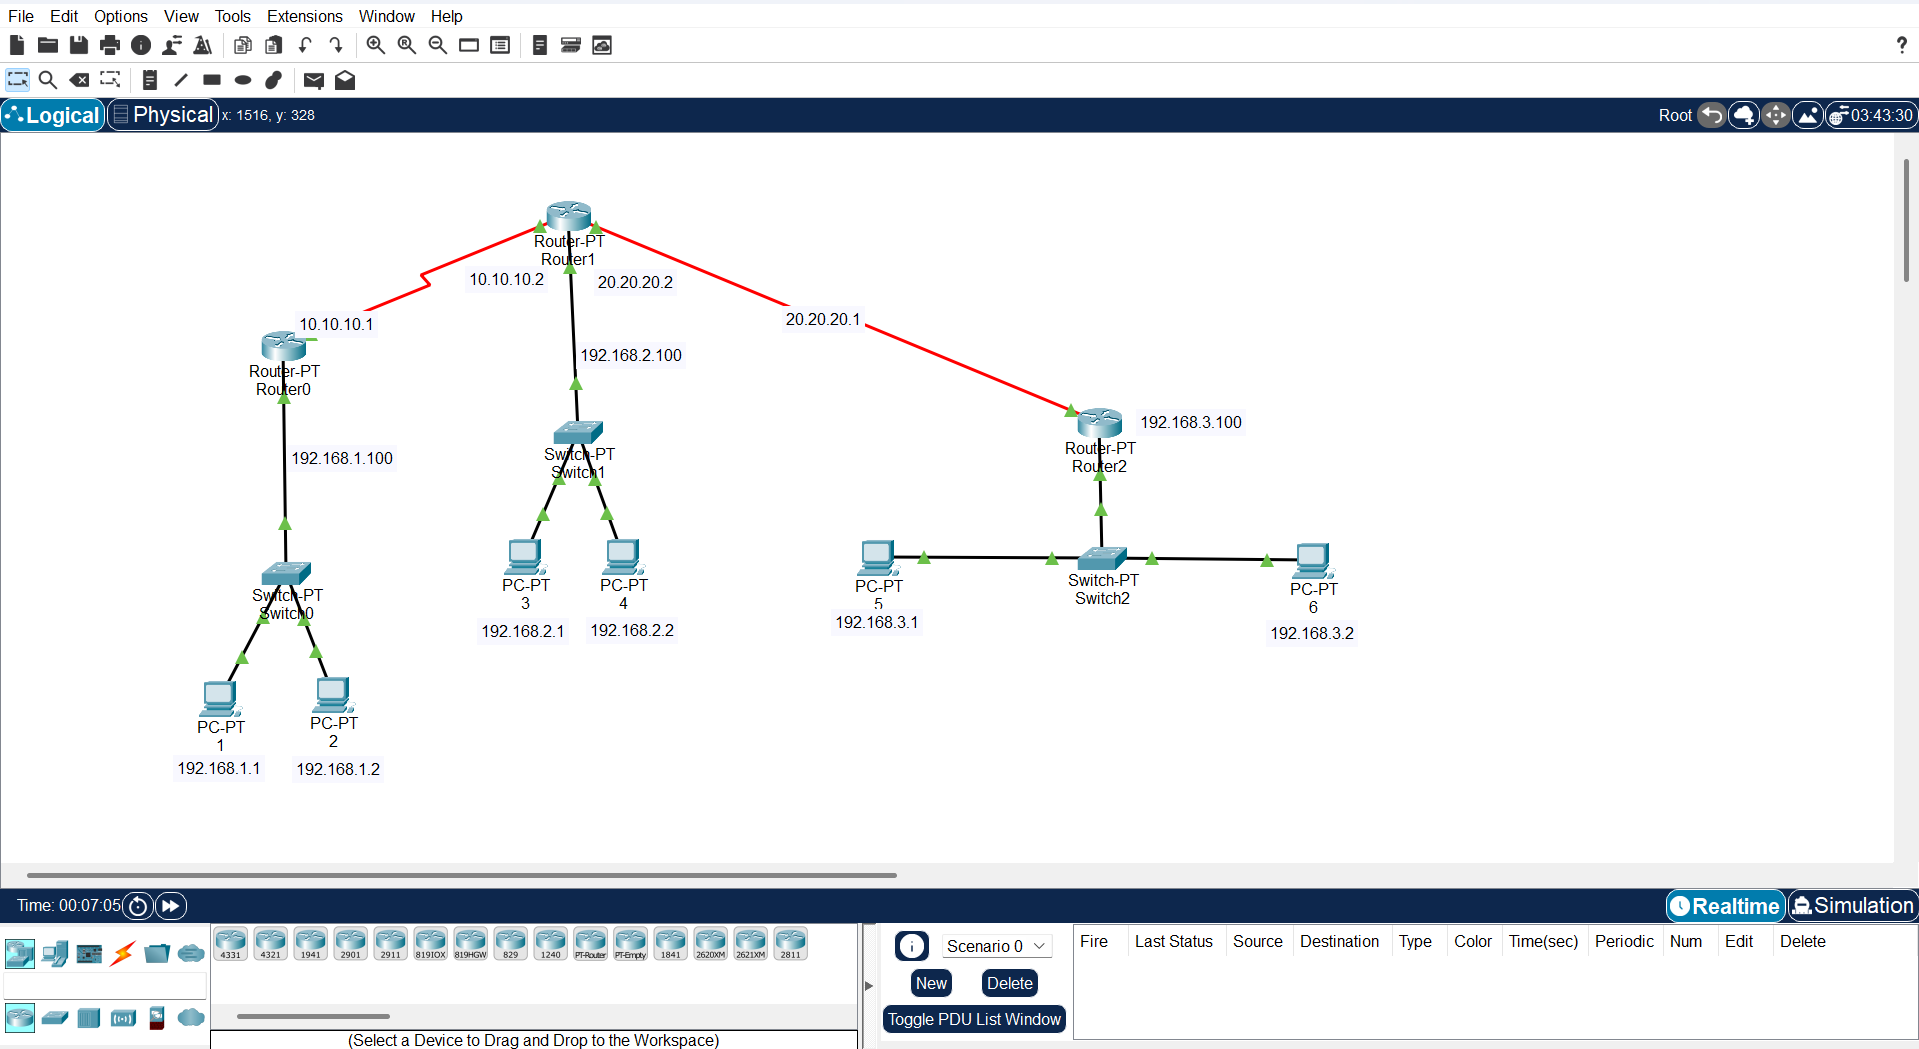 File Edit Options View Tools Extensions Window Help
?
Logical Physical x: 1516, y: 328 Root 03:43:30
Router-PT
Router1
10.10.10.2 20.20.20.2
10.10.10.1
20.20.20.1
Router-PT
Router0
192.168.2.100
192.168.3.100
Router-PT
Router2
192.168.1.100
Switch-PT
Switch1
PC-PT
3
192.168.2.1
PC-PT
4
192.168.2.2
PC-PT
5
192.168.3.1
Switch-PT
Switch2
PC-PT
6
192.168.3.2
Switch-PT
Switch0
PC-PT
1
192.168.1.1
PC-PT
2
192.168.1.2
Time: 00:07:05 Realtime Simulation
4331 4321 1941 2901 2911 819IOX 819HGW 829 1240 PT-Router PT-Empty 1841 2620XM 2621XM 2811
Scenario 0
New Delete
Toggle PDU List Window
Fire Last Status Source Destination Type Color Time(sec) Periodic Num Edit Delete
(Select a Device to Drag and Drop to the Workspace)